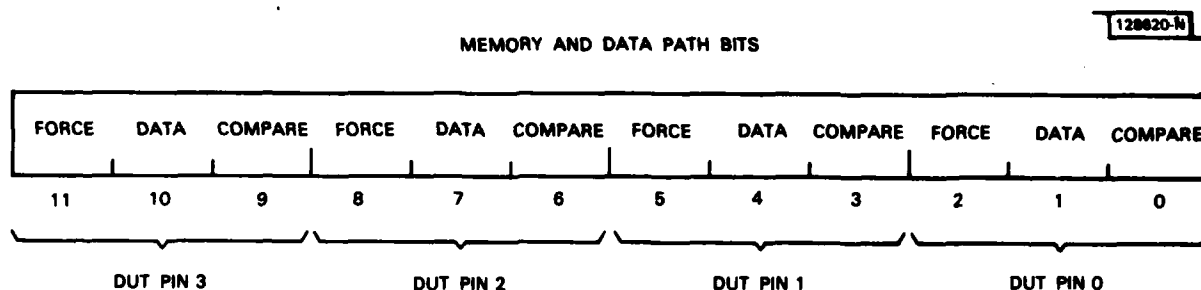 128620-N
MEMORY AND DATA PATH BITS
FORCE DATA COMPARE FORCE DATA COMPARE FORCE DATA COMPARE FORCE DATA COMPARE
11 10 9 8 7 6 5 4 3 2 1 0
DUT PIN 3 DUT PIN 2 DUT PIN 1 DUT PIN 0